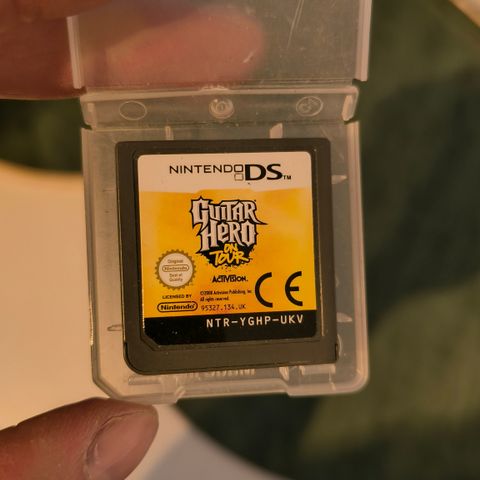 NINTENDO DS™
GUITAR
HERO
ON
TOUR
ACTIVISION.
Original
Nintendo
Seal of
Quality
©2008 Activision Publishing, Inc.
All rights reserved.
LICENSED BY
Nintendo
95327.134.UK
CE
NTR-YGHP-UKV